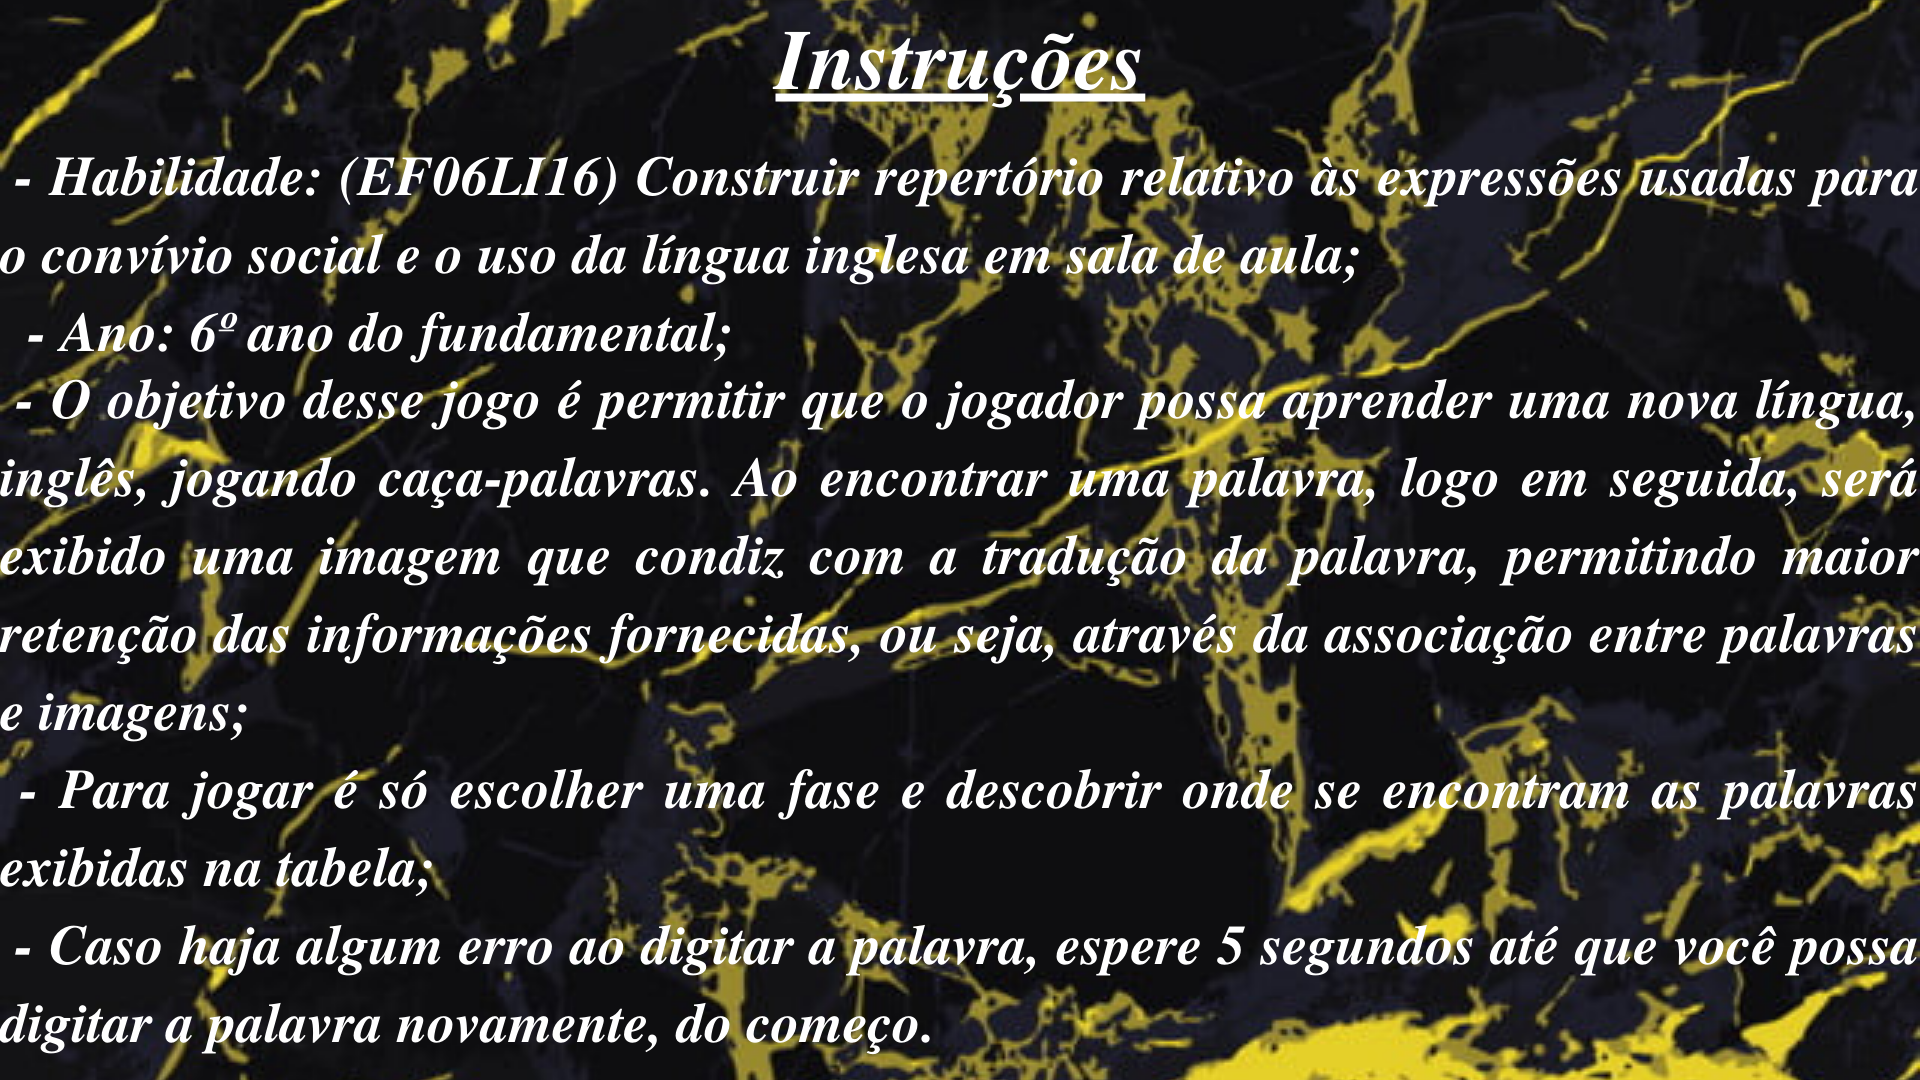 Instruções
- Habilidade: (EF06LI16) Construir repertório relativo às expressões usadas para
o convívio social e o uso da língua inglesa em sala de aula;
- Ano: 6º ano do fundamental;
- O objetivo desse jogo é permitir que o jogador possa aprender uma nova língua,
inglês, jogando caça-palavras. Ao encontrar uma palavra, logo em seguida, será
exibido uma imagem que condiz com a tradução da palavra, permitindo maior
retenção das informações fornecidas, ou seja, através da associação entre palavras
e imagens;
- Para jogar é só escolher uma fase e descobrir onde se encontram as palavras
exibidas na tabela;
- Caso haja algum erro ao digitar a palavra, espere 5 segundos até que você possa
digitar a palavra novamente, do começo.